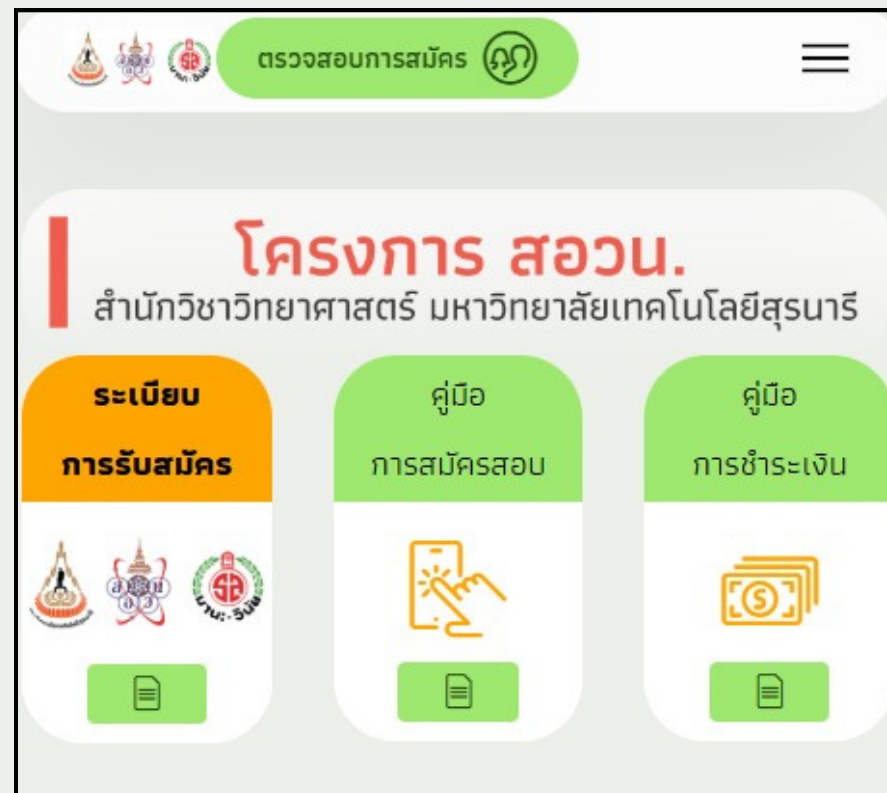 ตรวจสอบการสมัคร
โครงการ สอวน.
สำนักวิชาวิทยาศาสตร์ มหาวิทยาลัยเทคโนโลยีสุรนารี
ระเบียบ
การรับสมัคร
คู่มือ
การสมัครสอบ
คู่มือ
การชำระเงิน